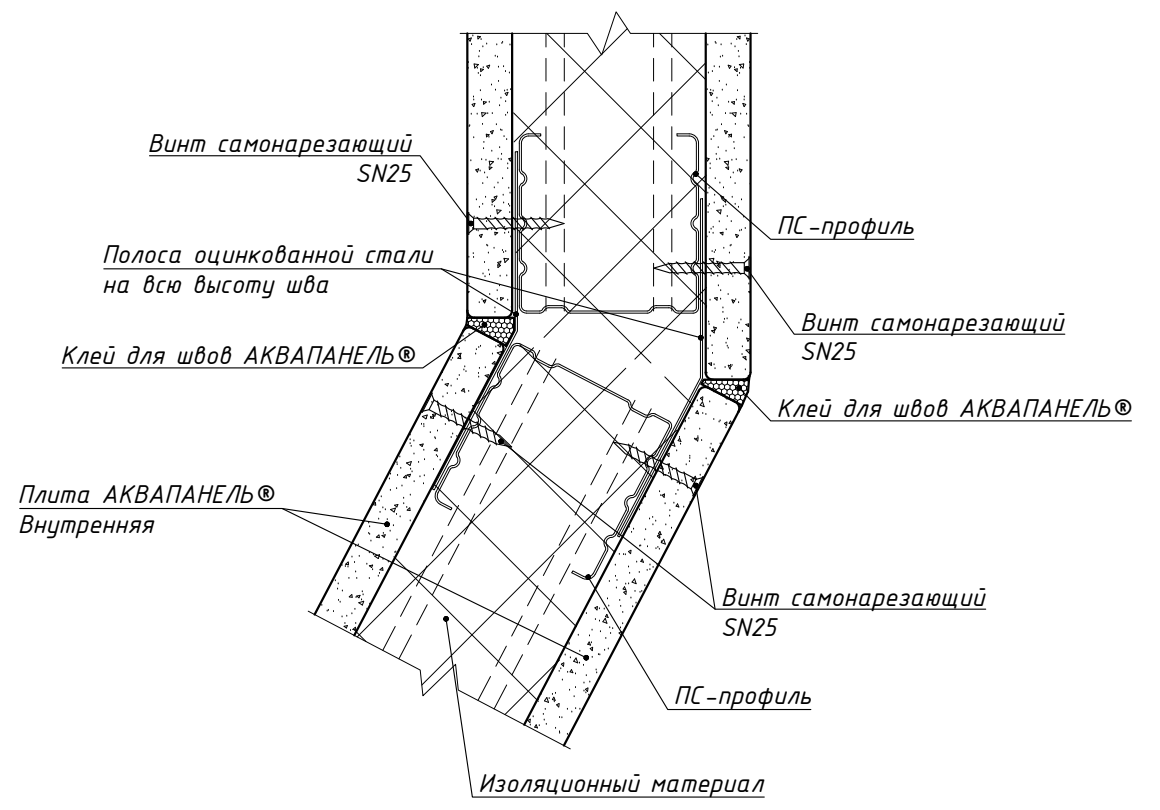 Винт самонарезающий
SN25
ПС-профиль
Полоса оцинкованной стали
на всю высоту шва
Винт самонарезающий
SN25
Клей для швов АКВАПАНЕЛЬ®
Клей для швов АКВАПАНЕЛЬ®
Плита АКВАПАНЕЛЬ®
Внутренняя
Винт самонарезающий
SN25
ПС-профиль
Изоляционный материал